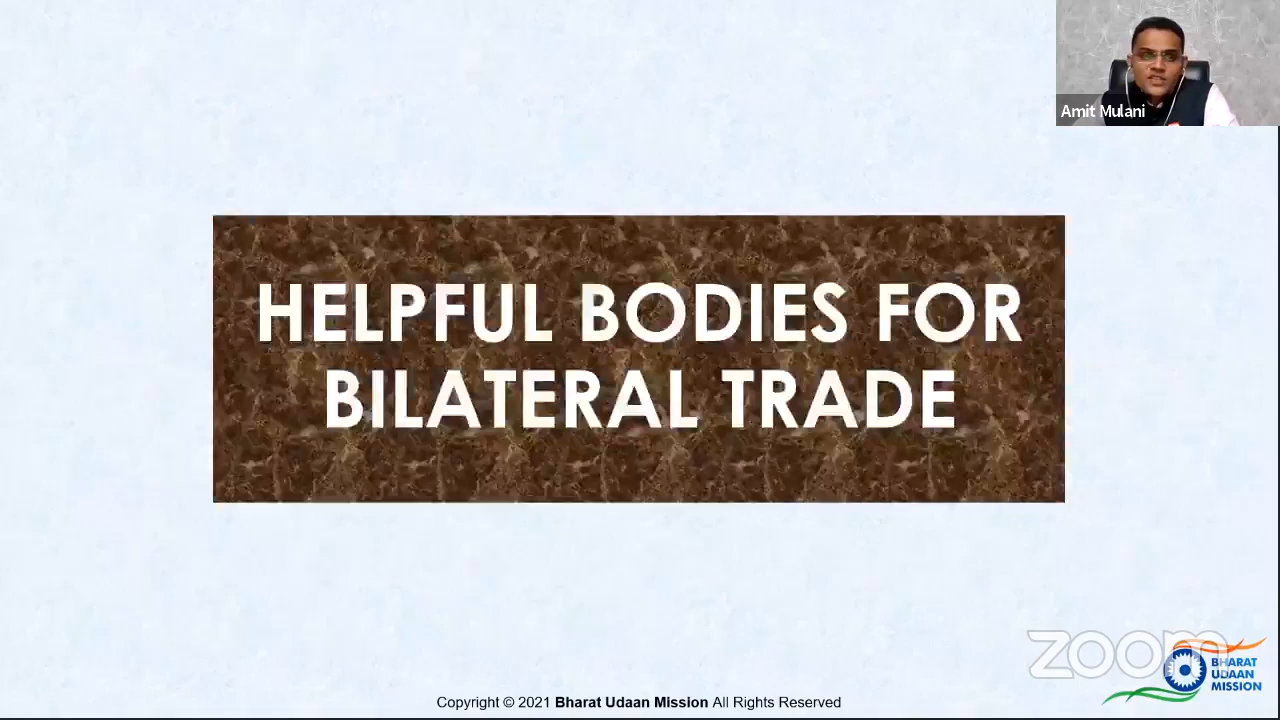 Amit Mulani
HELPFUL BODIES FOR
BILATERAL TRADE
zoom
BHARAT
UDAAN
MISSION
Copyright © 2021 Bharat Udaan Mission All Rights Reserved